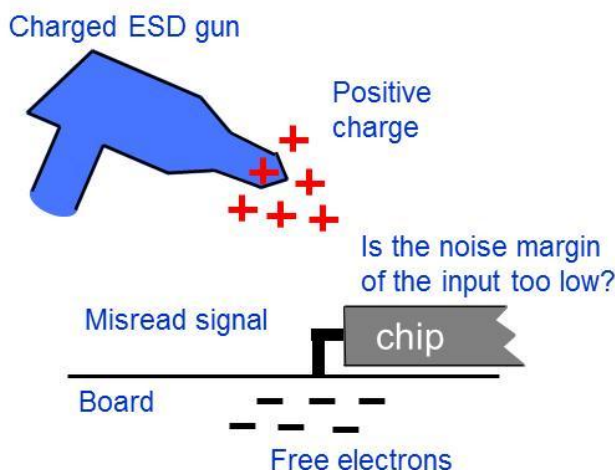 Charged ESD gun
Positive
charge
Is the noise margin
of the input too low?
Misread signal
chip
Board
Free electrons